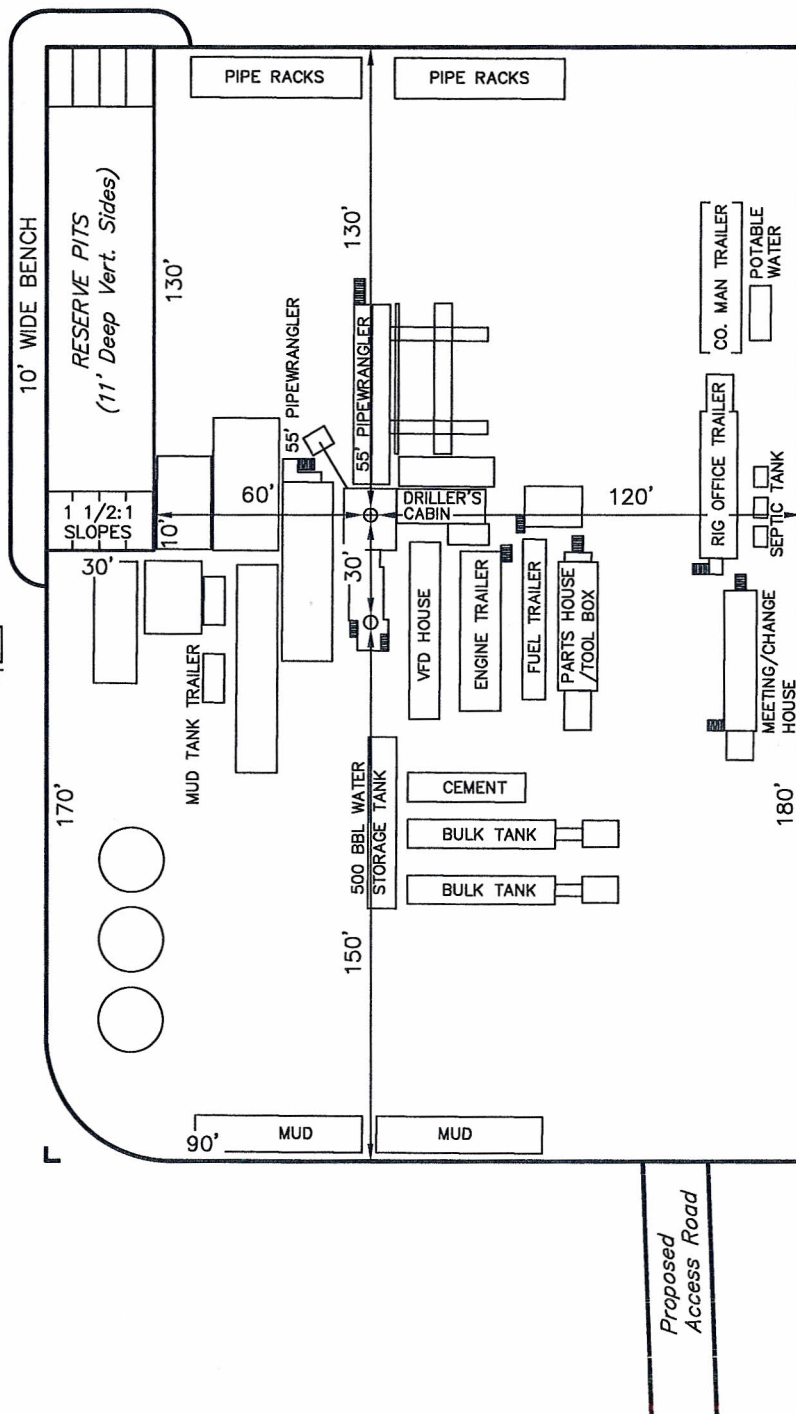 10' WIDE BENCH
RESERVE PITS
(11' Deep Vert. Sides)
130'
1 1/2:1
SLOPES
10'
30'
170'
PIPE RACKS
PIPE RACKS
130'
60'
55' PIPEWRANGLER
55' PIPEWRANGLER
DRILLER'S
CABIN
30'
120'
MUD TANK TRAILER
VFD HOUSE
ENGINE TRAILER
FUEL TRAILER
PARTS HOUSE
/TOOL BOX
500 BBL WATER
STORAGE TANK
CEMENT
BULK TANK
BULK TANK
150'
CO. MAN TRAILER
POTABLE
WATER
RIG OFFICE TRAILER
SEPTIC TANK
MEETING/CHANGE
HOUSE
180'
90'
MUD
MUD
Proposed
Access Road